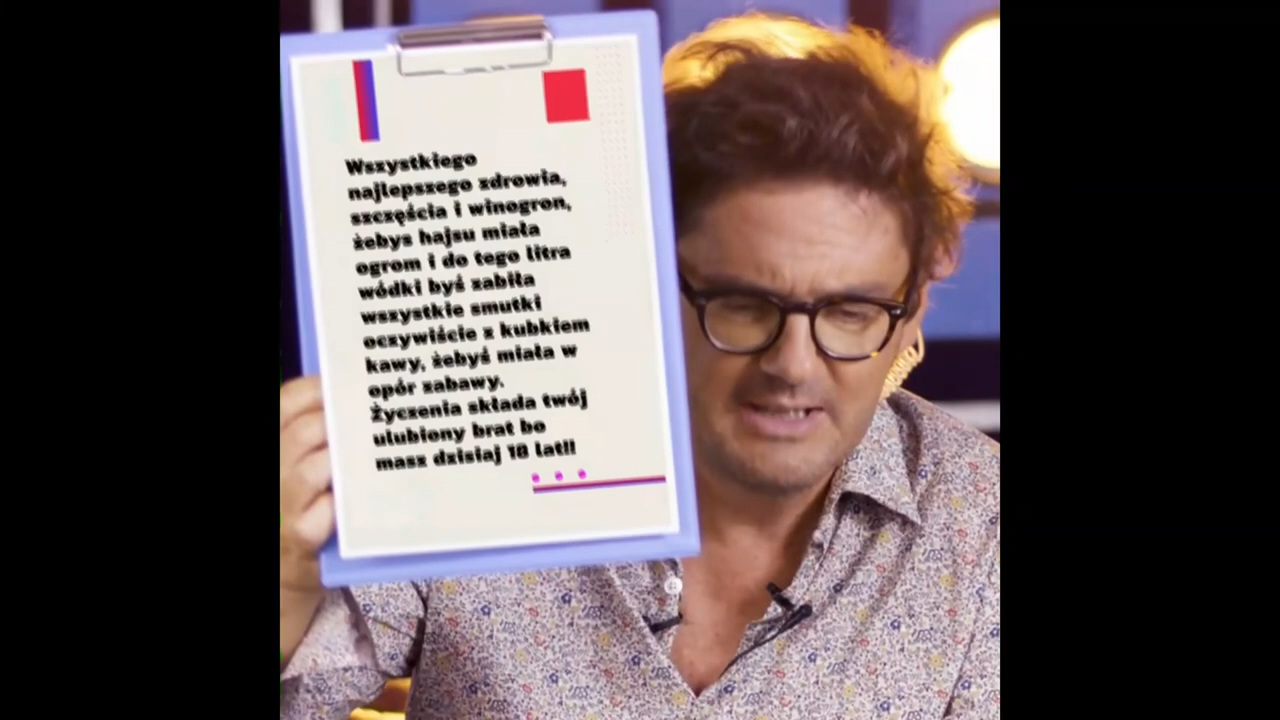 Wszystkiego
najlepszego zdrowia,
szczęścia i winogron,
żebyś hajsu miała
ogrom i do tego litra
wódki byś zabiła
wszystkie smutki
oczywiście z kubkiem
kawy, żebyś miała w
opór zabawy.
Życzenia składa twój
ulubiony brat bo
masz dzisiaj 18 lat!!